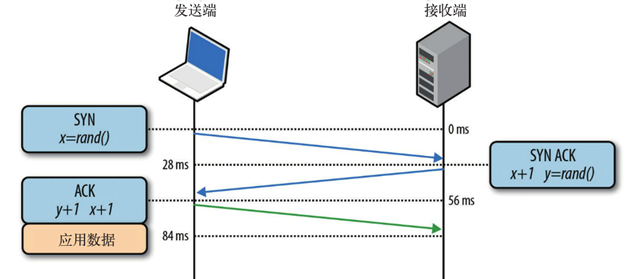 发送端
接收端
SYN
x=rand()
0 ms
28 ms
SYN ACK
x+1 y=rand()
ACK
y+1 x+1
56 ms
应用数据
84 ms